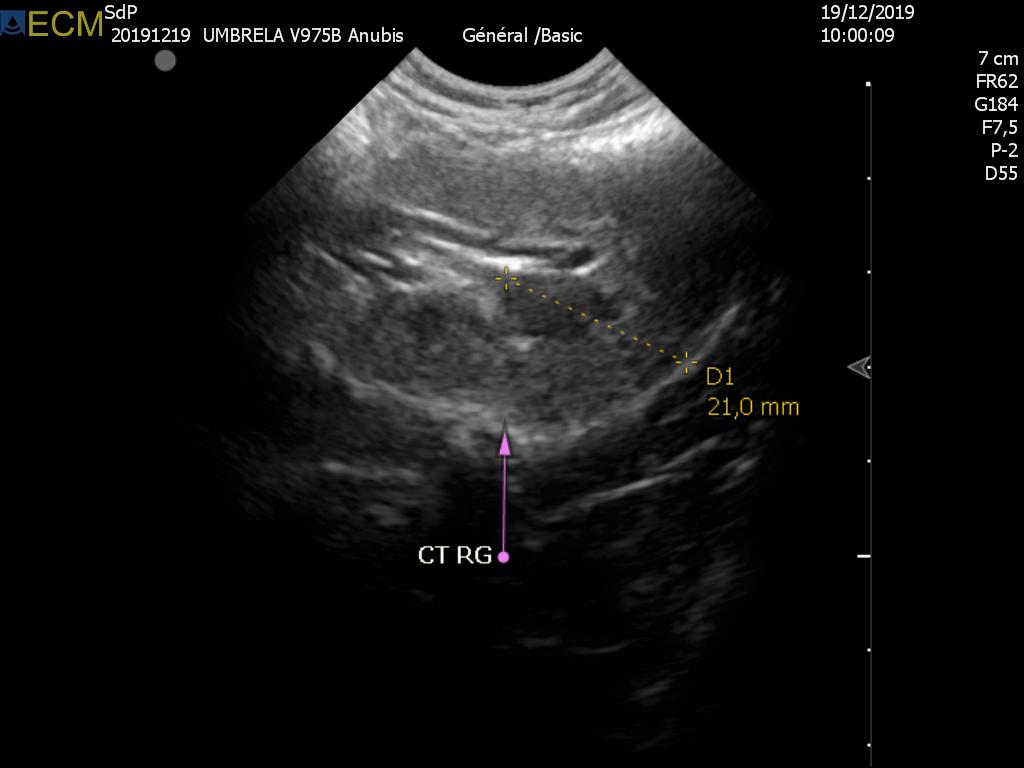 ECM
SdP
20191219 UMBRELA V975B Anubis
Général /Basic
19/12/2019
10:00:09
7 cm
FR62
G184
F7,5
P-2
D55
D1
21,0 mm
CT RG